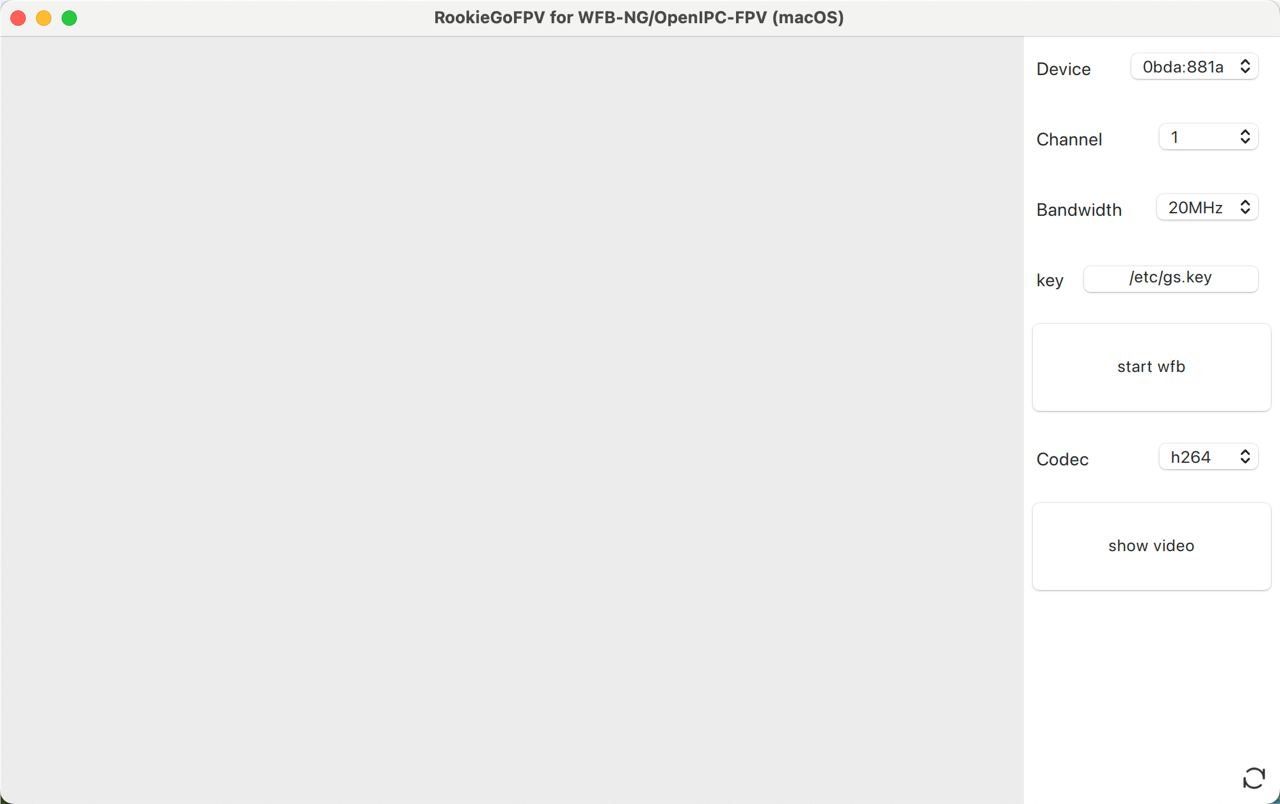 RookieGoFPV for WFB-NG/OpenIPC-FPV (macOS)
Device 0bda:881a
Channel 1
Bandwidth 20MHz
key /etc/gs.key
start wfb
Codec h264
show video